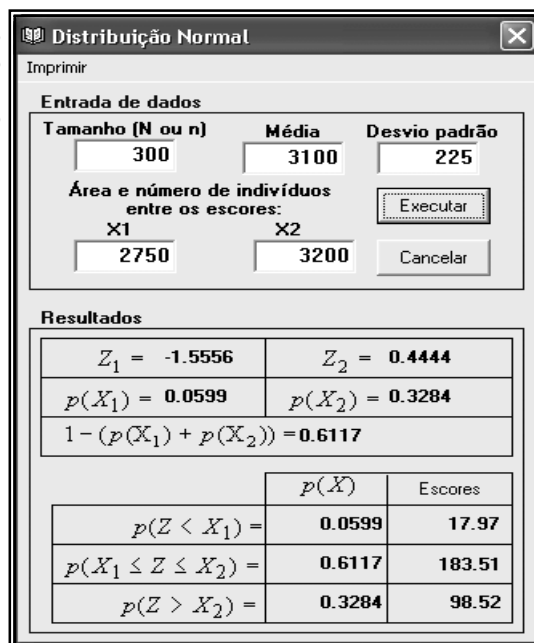 Distribuição Normal
Imprimir
Entrada de dados
Tamanho (N ou n) Média Desvio padrão
300 3100 225
Área e número de indivíduos
entre os escores:
Executar
X1 X2
2750 3200
Cancelar
Resultados
Z₁ = -1.5556 Z₂ = 0.4444
p(X₁) = 0.0599 p(X₂) = 0.3284
1 − (p(X₁) + p(X₂)) = 0.6117
p(X) Escores
p(Z < X₁) = 0.0599 17.97
p(X₁ ≤ Z ≤ X₂) = 0.6117 183.51
p(Z > X₂) = 0.3284 98.52